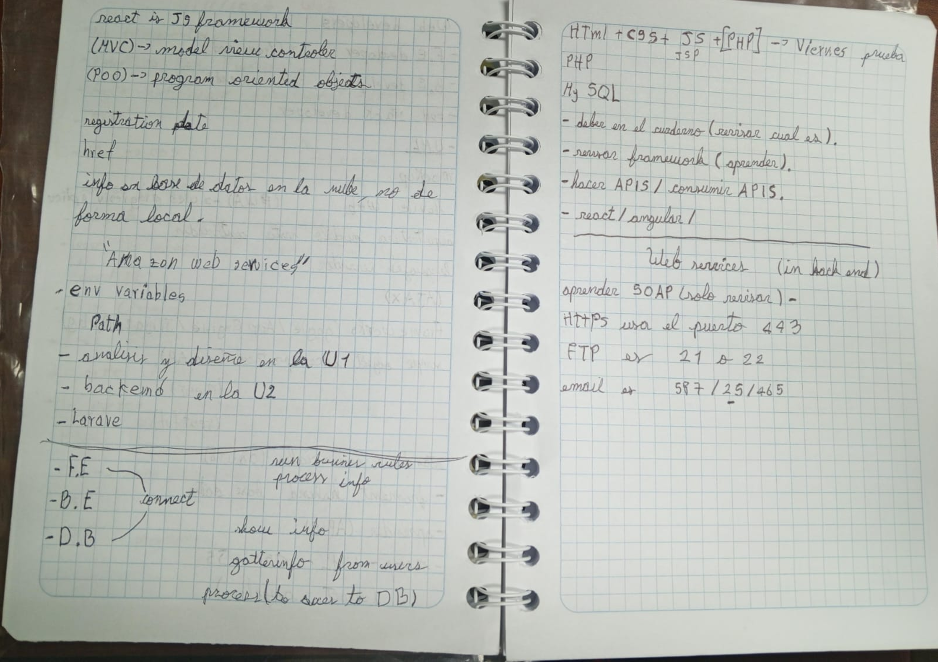 react is JS framework
(MVC) -> model view controler
(POO) -> program oriented objects
registration date
href
info en base de datos en la nube, no de
forma local.
"Amazon web services"
- env variables
Path
- analisis y diseño en la U1
- backend en la U2
- Larave
- F.E
- B.E connect
- D.B
run business rules
process info
show info
gatterinfo from users
process (to save to DB)
HTml + CSS + JS + [PHP] -> Viernes prueba
JSP
PHP
My SQL
- deber en el cuaderno (revisar cual es).
- revisar framework (aprender).
- hacer APIS / consumir APIS.
- react / angular /
Web services (in back end)
aprender SOAP (solo revisar) -
HTTPS usa el puerto 443
FTP es 21 o 22
email es 587 / 25 / 465